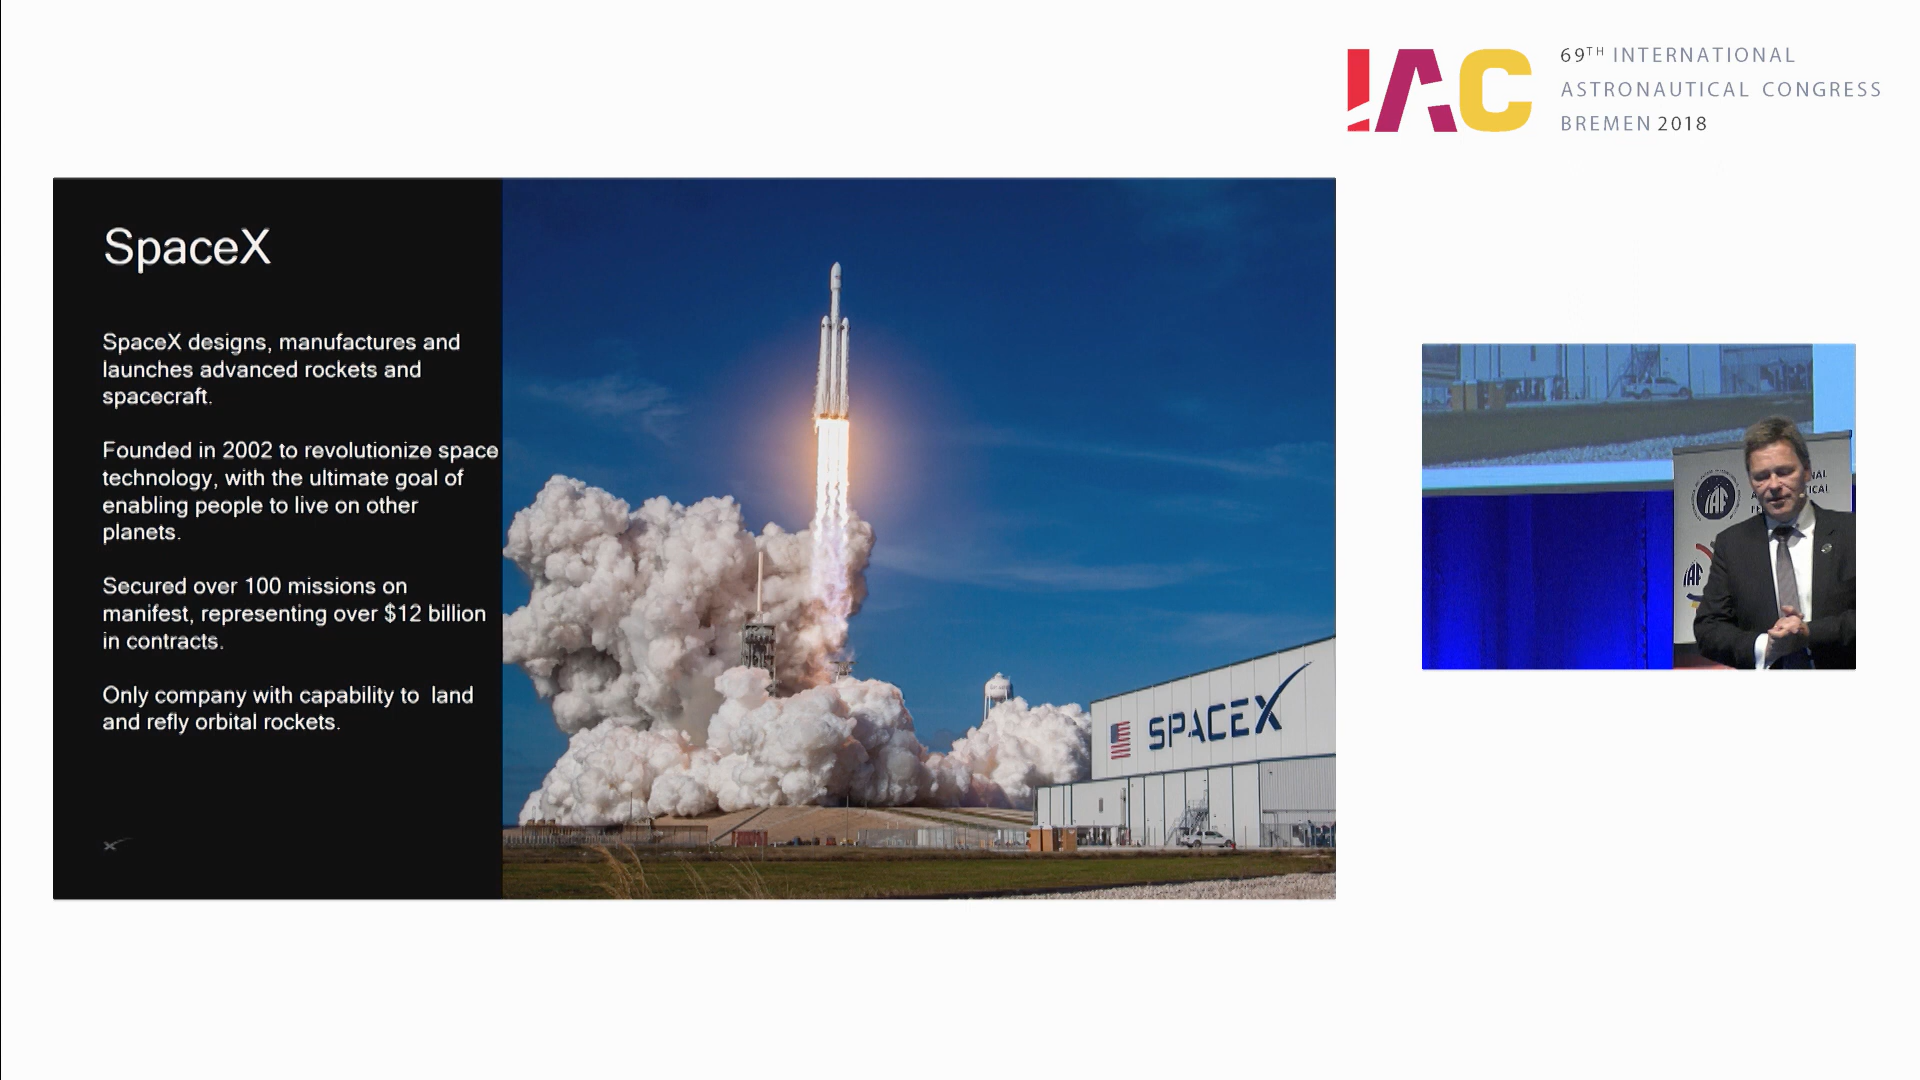 IAC
69TH INTERNATIONAL
ASTRONAUTICAL CONGRESS
BREMEN 2018
SpaceX
SpaceX designs, manufactures and
launches advanced rockets and
spacecraft.
Founded in 2002 to revolutionize space
technology, with the ultimate goal of
enabling people to live on other
planets.
Secured over 100 missions on
manifest, representing over $12 billion
in contracts.
Only company with capability to land
and refly orbital rockets.
SPACEX
IAF
IAF